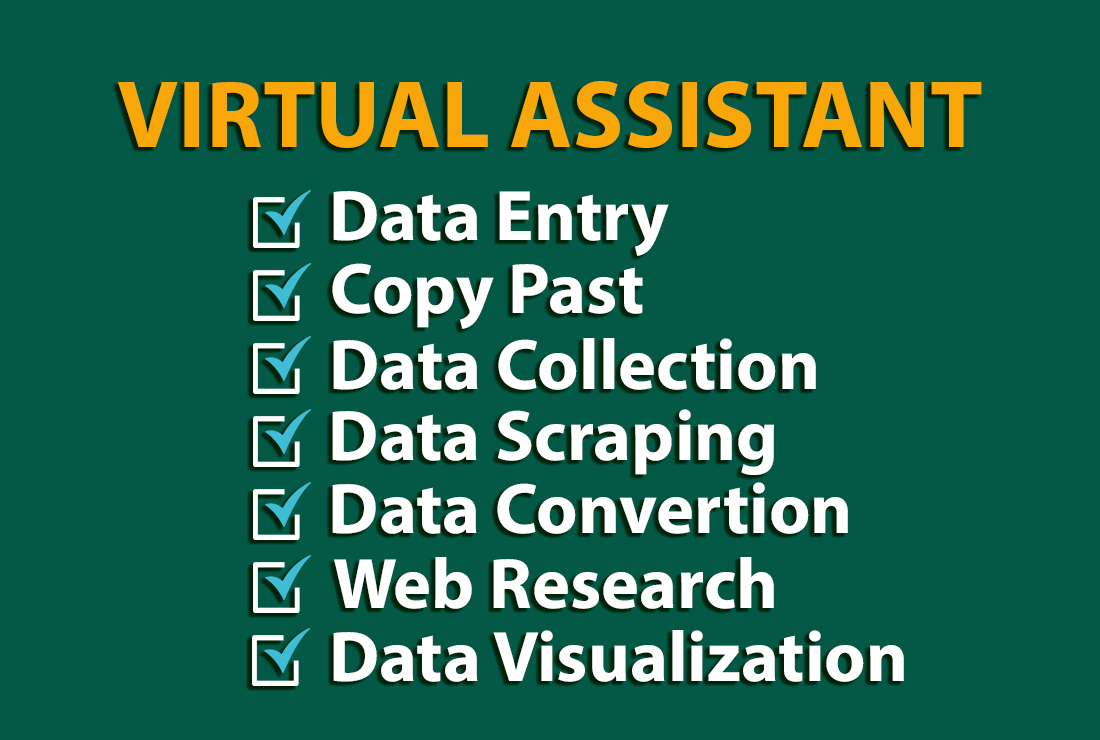 VIRTUAL ASSISTANT
Data Entry
Copy Past
Data Collection
Data Scraping
Data Convertion
Web Research
Data Visualization